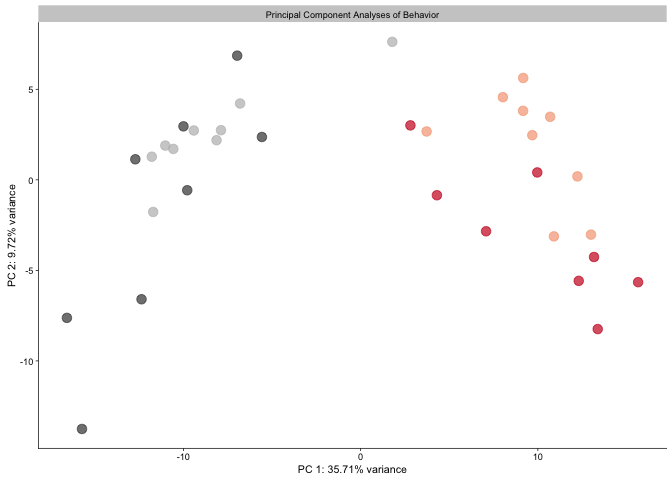 Principal Component Analyses of Behavior
5
0
-5
-10
PC 2: 9.72% variance
-10
0
10
PC 1: 35.71% variance